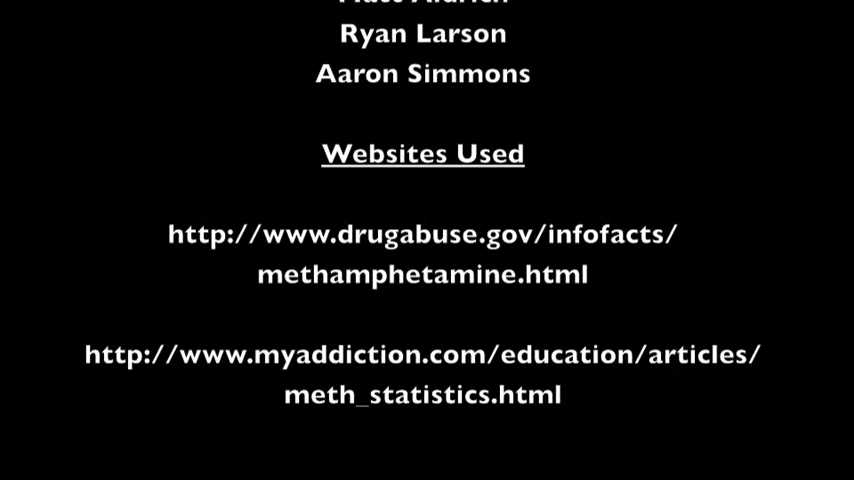 Ryan Larson
Aaron Simmons
Websites Used
http://www.drugabuse.gov/infofacts/
methamphetamine.html
http://www.myaddiction.com/education/articles/
meth_statistics.html